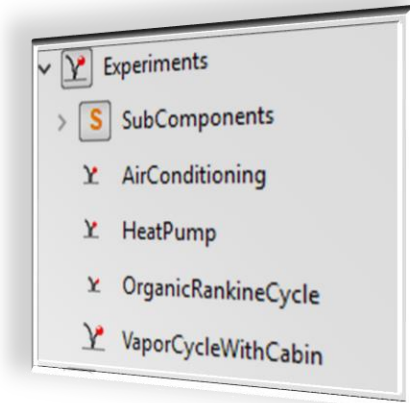 Experiments
S SubComponents
AirConditioning
HeatPump
OrganicRankineCycle
VaporCycleWithCabin